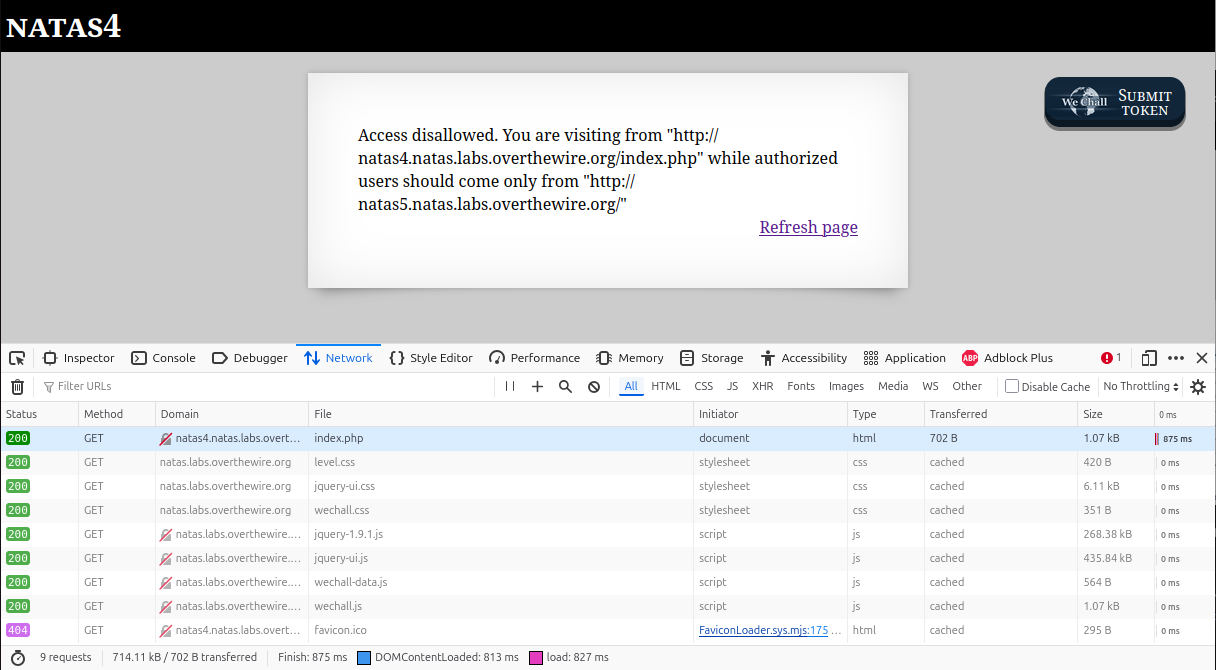 NATAS4
Access disallowed. You are visiting from "http://
natas4.natas.labs.overthewire.org/index.php" while authorized
users should come only from "http://
natas5.natas.labs.overthewire.org/"
Refresh page
We Chall SUBMIT TOKEN
Inspector Console Debugger Network Style Editor Performance Memory Storage Accessibility Application ABP Adblock Plus 1
Filter URLs All HTML CSS JS XHR Fonts Images Media WS Other Disable Cache No Throttling
Status Method Domain File Initiator Type Transferred Size 0 ms
200 GET natas4.natas.labs.overt... index.php document html 702 B 1.07 kB 875 ms
200 GET natas.labs.overthewire.org level.css stylesheet css cached 420 B 0 ms
200 GET natas.labs.overthewire.org jquery-ui.css stylesheet css cached 6.11 kB 0 ms
200 GET natas.labs.overthewire.org wechall.css stylesheet css cached 351 B 0 ms
200 GET natas.labs.overthewire.... jquery-1.9.1.js script js cached 268.38 kB 0 ms
200 GET natas.labs.overthewire.... jquery-ui.js script js cached 435.84 kB 0 ms
200 GET natas.labs.overthewire.... wechall-data.js script js cached 564 B 0 ms
200 GET natas.labs.overthewire.... wechall.js script js cached 1.07 kB 0 ms
404 GET natas4.natas.labs.overt... favicon.ico FaviconLoader.sys.mjs:175 ... html cached 295 B 0 ms
9 requests 714.11 kB / 702 B transferred Finish: 875 ms DOMContentLoaded: 813 ms load: 827 ms